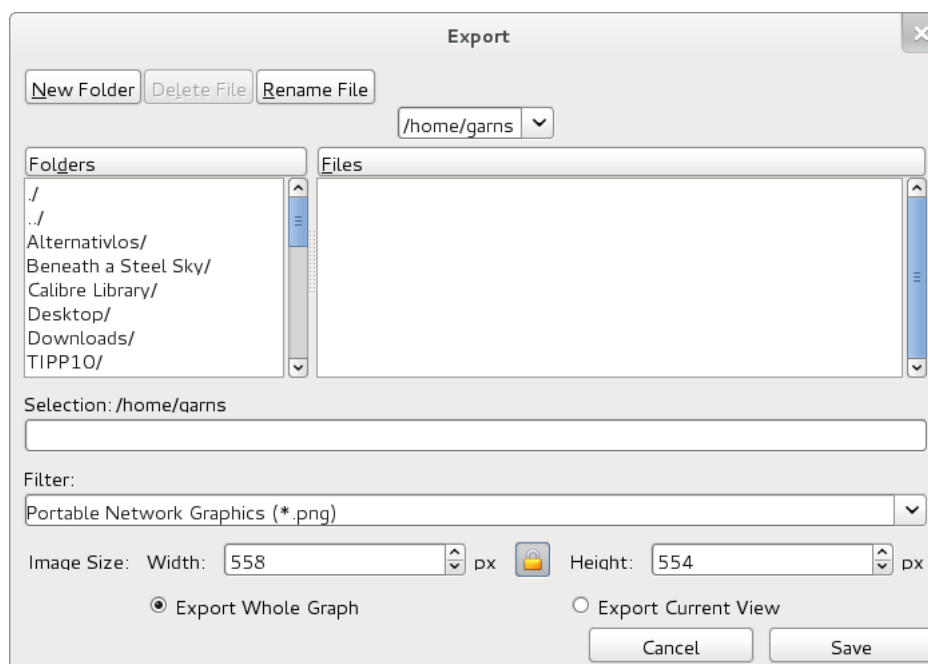 Export
New Folder Delete File Rename File
/home/garns
Folders Files
./
../
Alternativlos/
Beneath a Steel Sky/
Calibre Library/
Desktop/
Downloads/
TIPP10/
Selection: /home/garns
Filter:
Portable Network Graphics (*.png)
Image Size: Width: 558 px Height: 554 px
Export Whole Graph Export Current View
Cancel Save